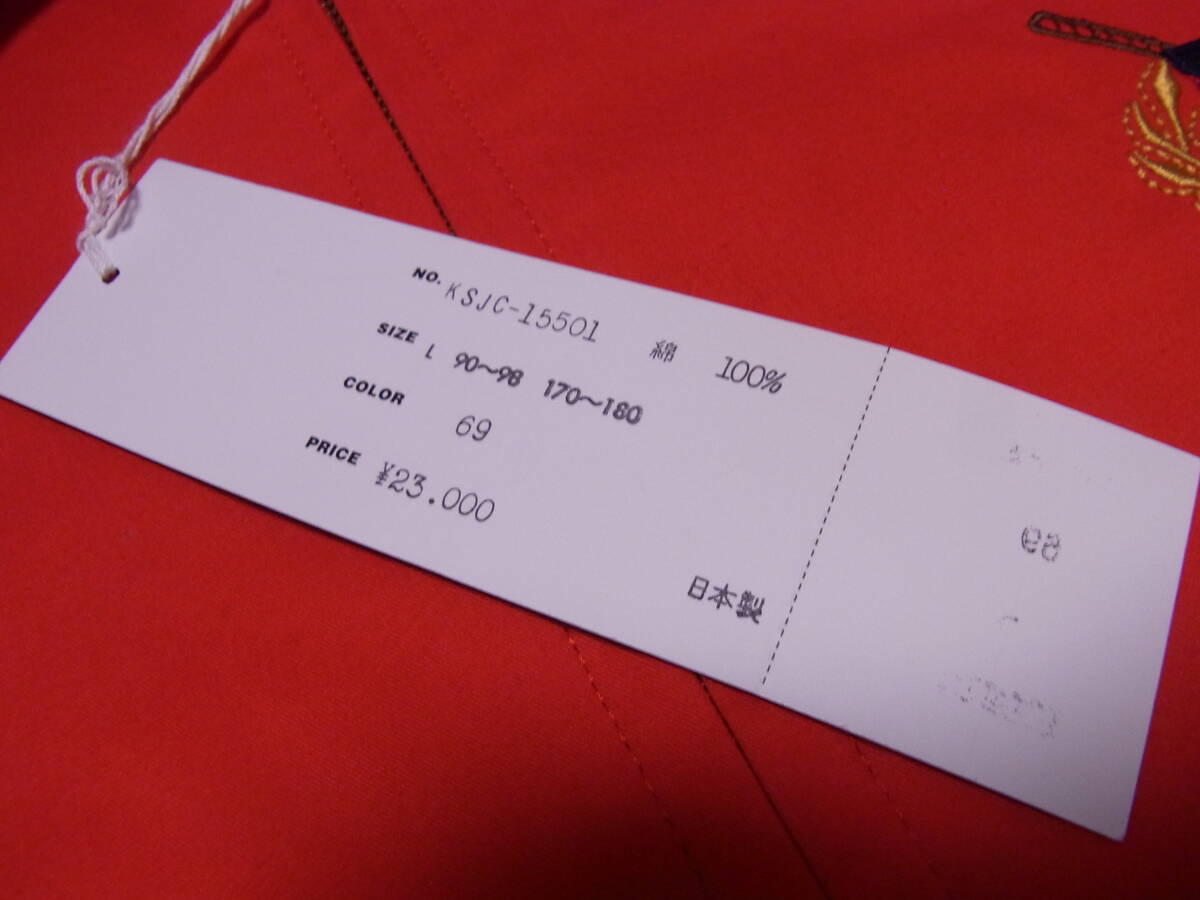 NO. KSJC-15501 綿 100%
SIZE L 90～98 170～180
COLOR 69
PRICE ¥23.000
日本製
69